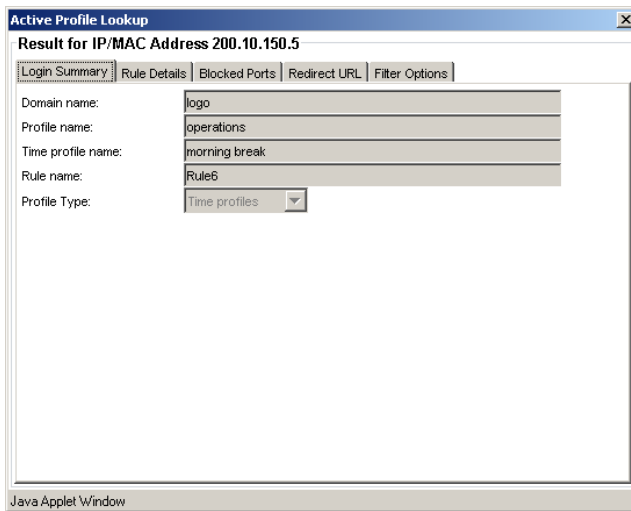 Active Profile Lookup
Result for IP/MAC Address 200.10.150.5
Login Summary Rule Details Blocked Ports Redirect URL Filter Options
Domain name: logo
Profile name: operations
Time profile name: morning break
Rule name: Rule6
Profile Type: Time profiles
Java Applet Window